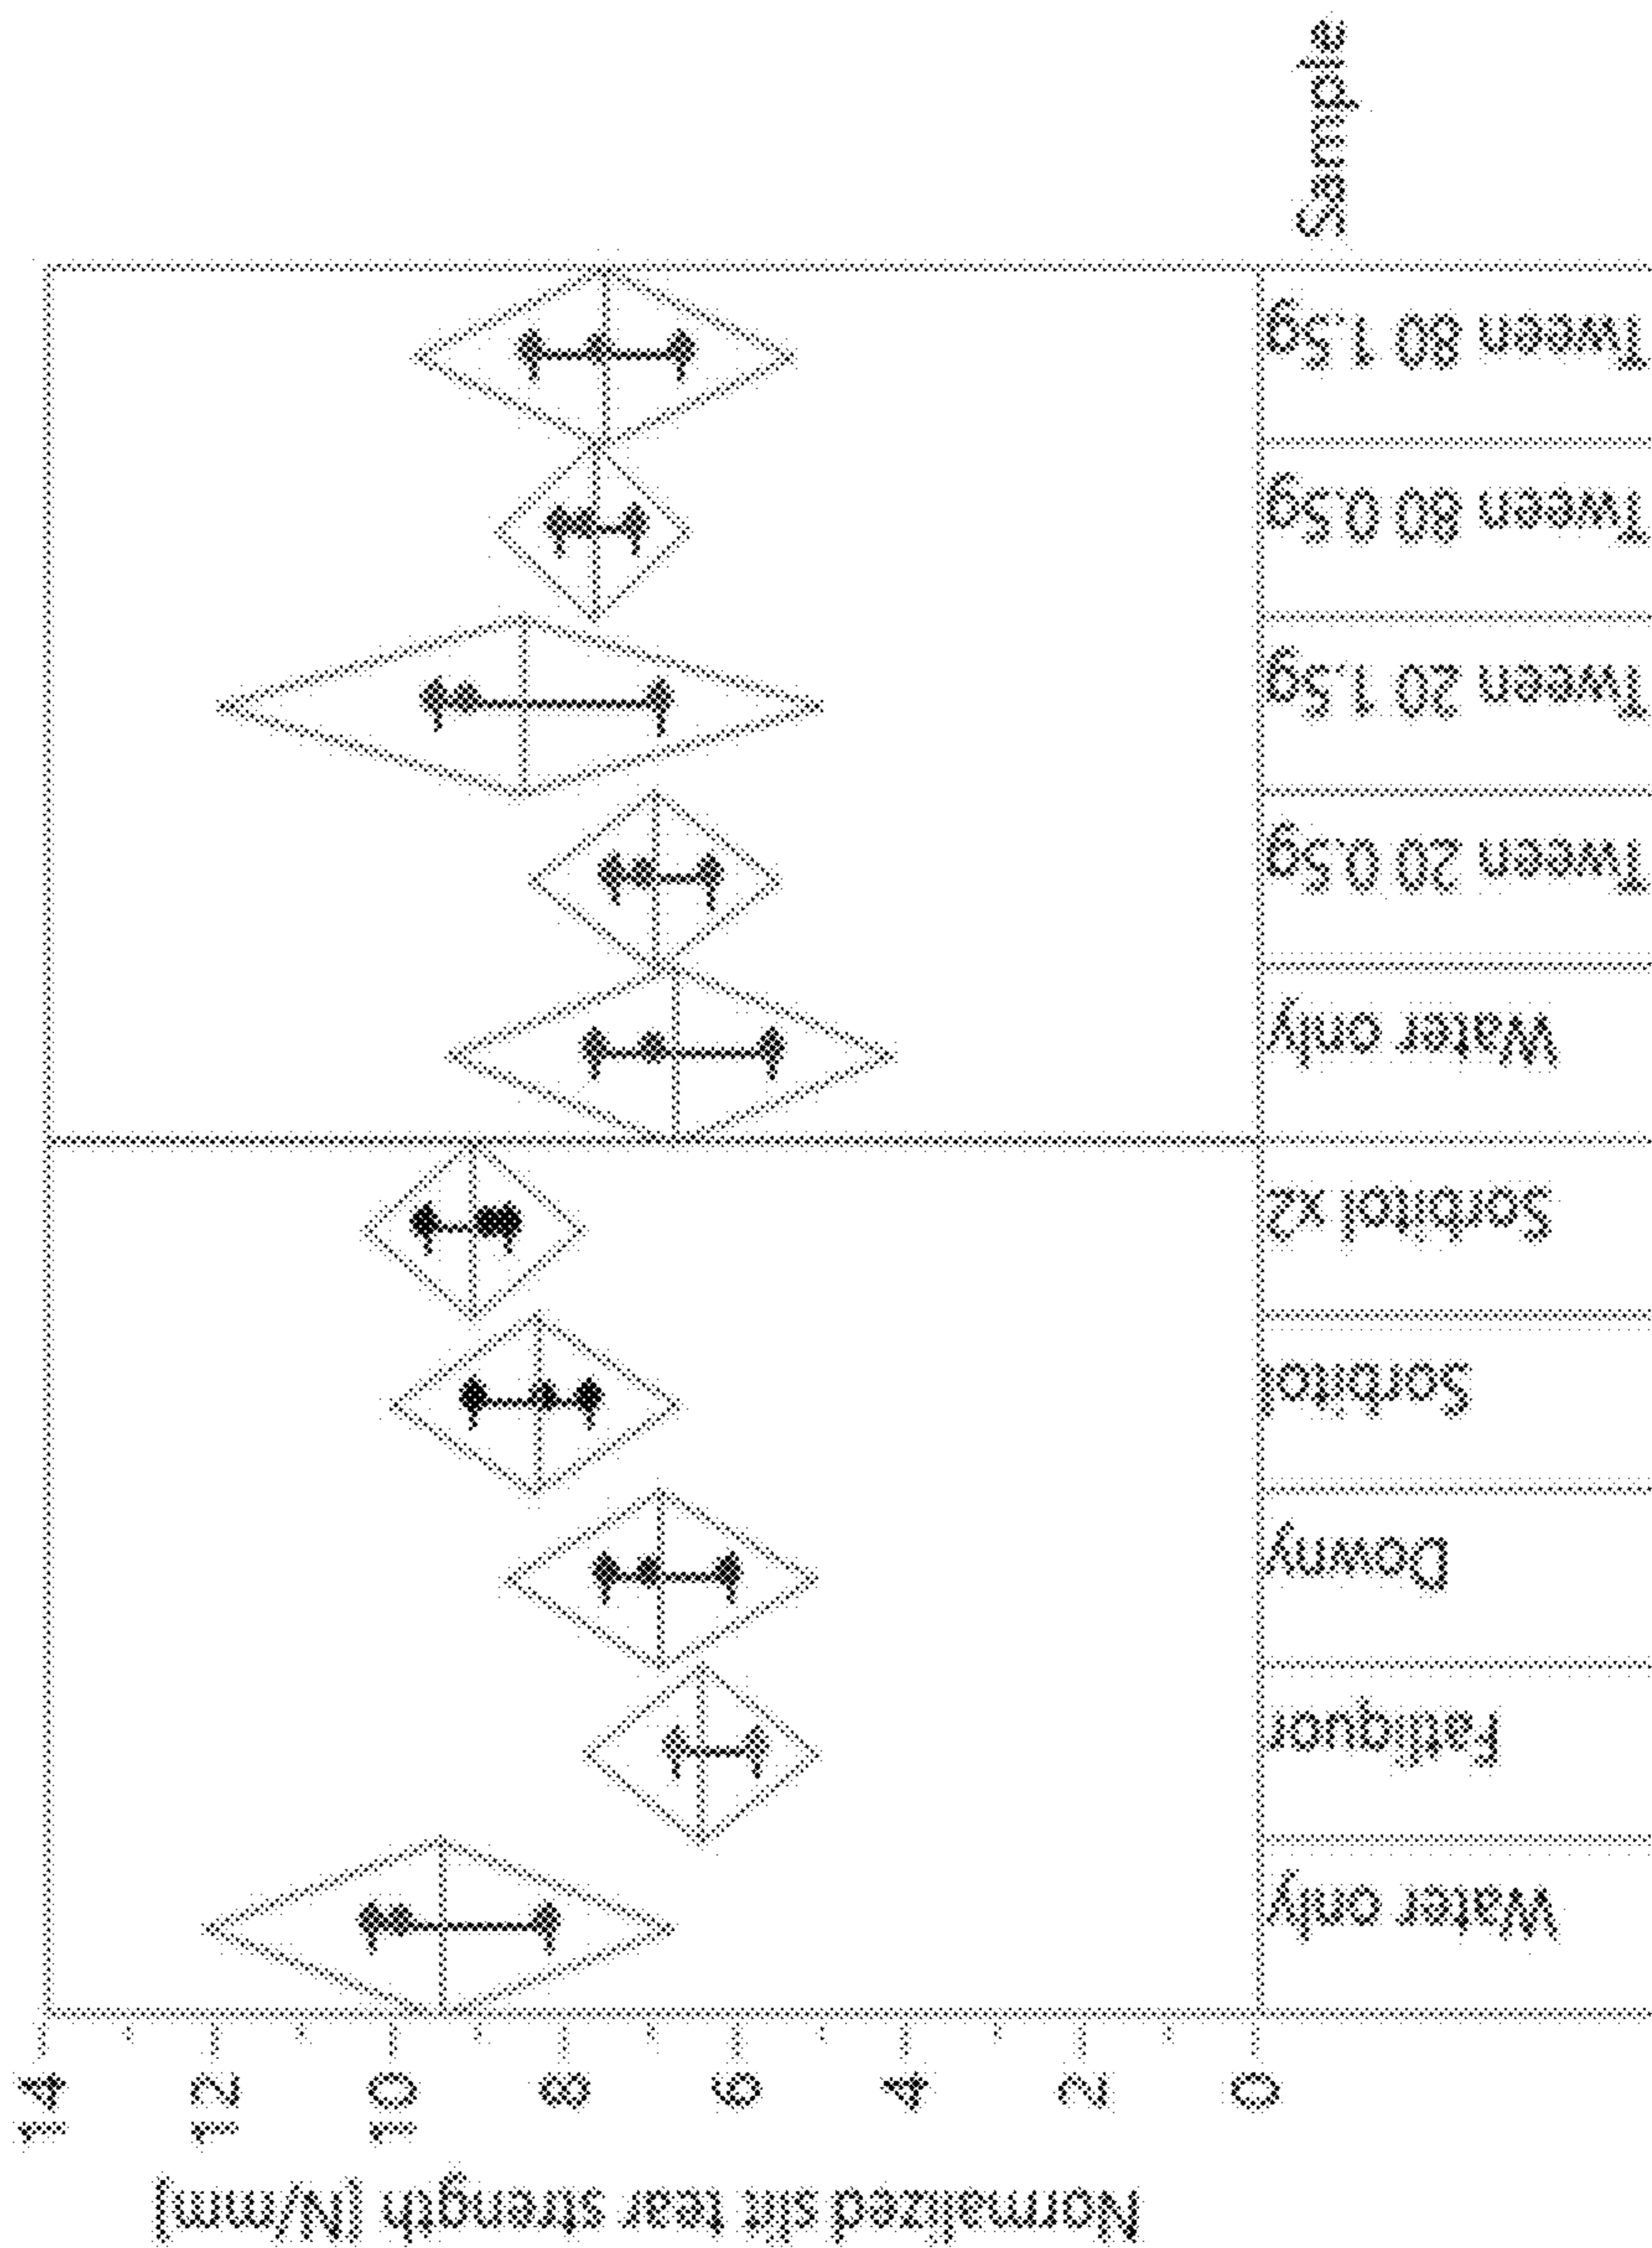 Normalized slit tear strength [N/mm]
14
12
10
8
6
4
2
0
Water only
Fatliquor
Downy
Sorbitol
Sorbitol x2
Water only
Tween 20 0.5g
Tween 20 1.5g
Tween 80 0.5g
Tween 80 1.5g
Sample